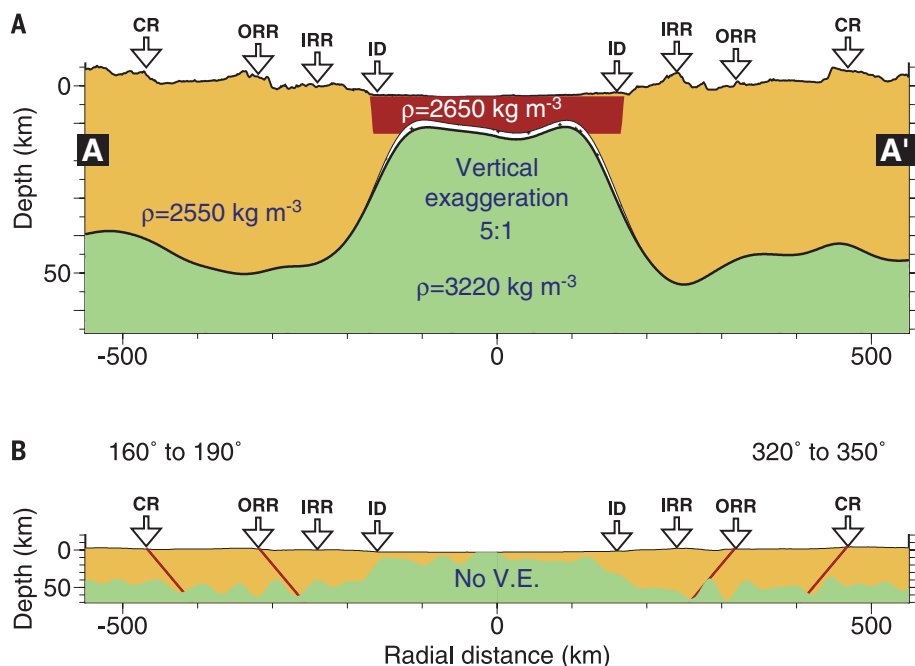 A
CR
ORR
IRR
ID
ID
IRR
ORR
CR
0
50
Depth (km)
ρ=2650 kg m-3
A
A'
Vertical
exaggeration
5:1
ρ=2550 kg m-3
ρ=3220 kg m-3
-500
0
500
B
160° to 190°
320° to 350°
CR
ORR
IRR
ID
ID
IRR
ORR
CR
0
50
Depth (km)
No V.E.
-500
0
500
Radial distance (km)